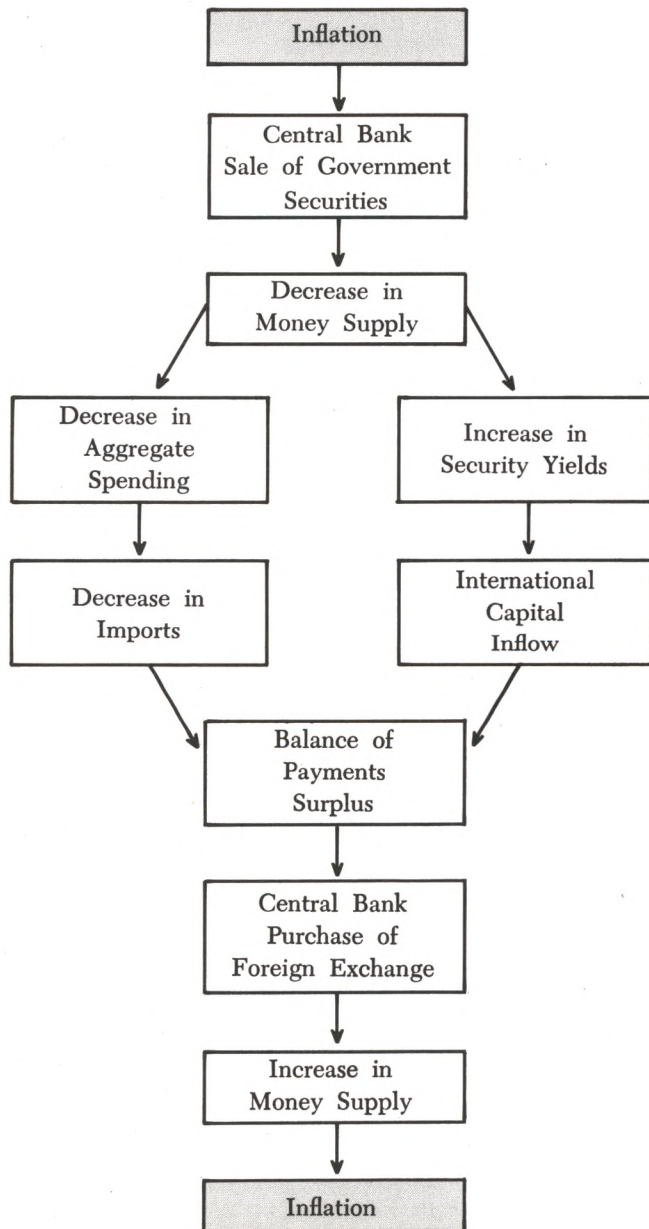 Inflation
Central Bank
Sale of Government
Securities
Decrease in
Money Supply
Decrease in
Aggregate
Spending
Increase in
Security Yields
Decrease in
Imports
International
Capital
Inflow
Balance of
Payments
Surplus
Central Bank
Purchase of
Foreign Exchange
Increase in
Money Supply
Inflation